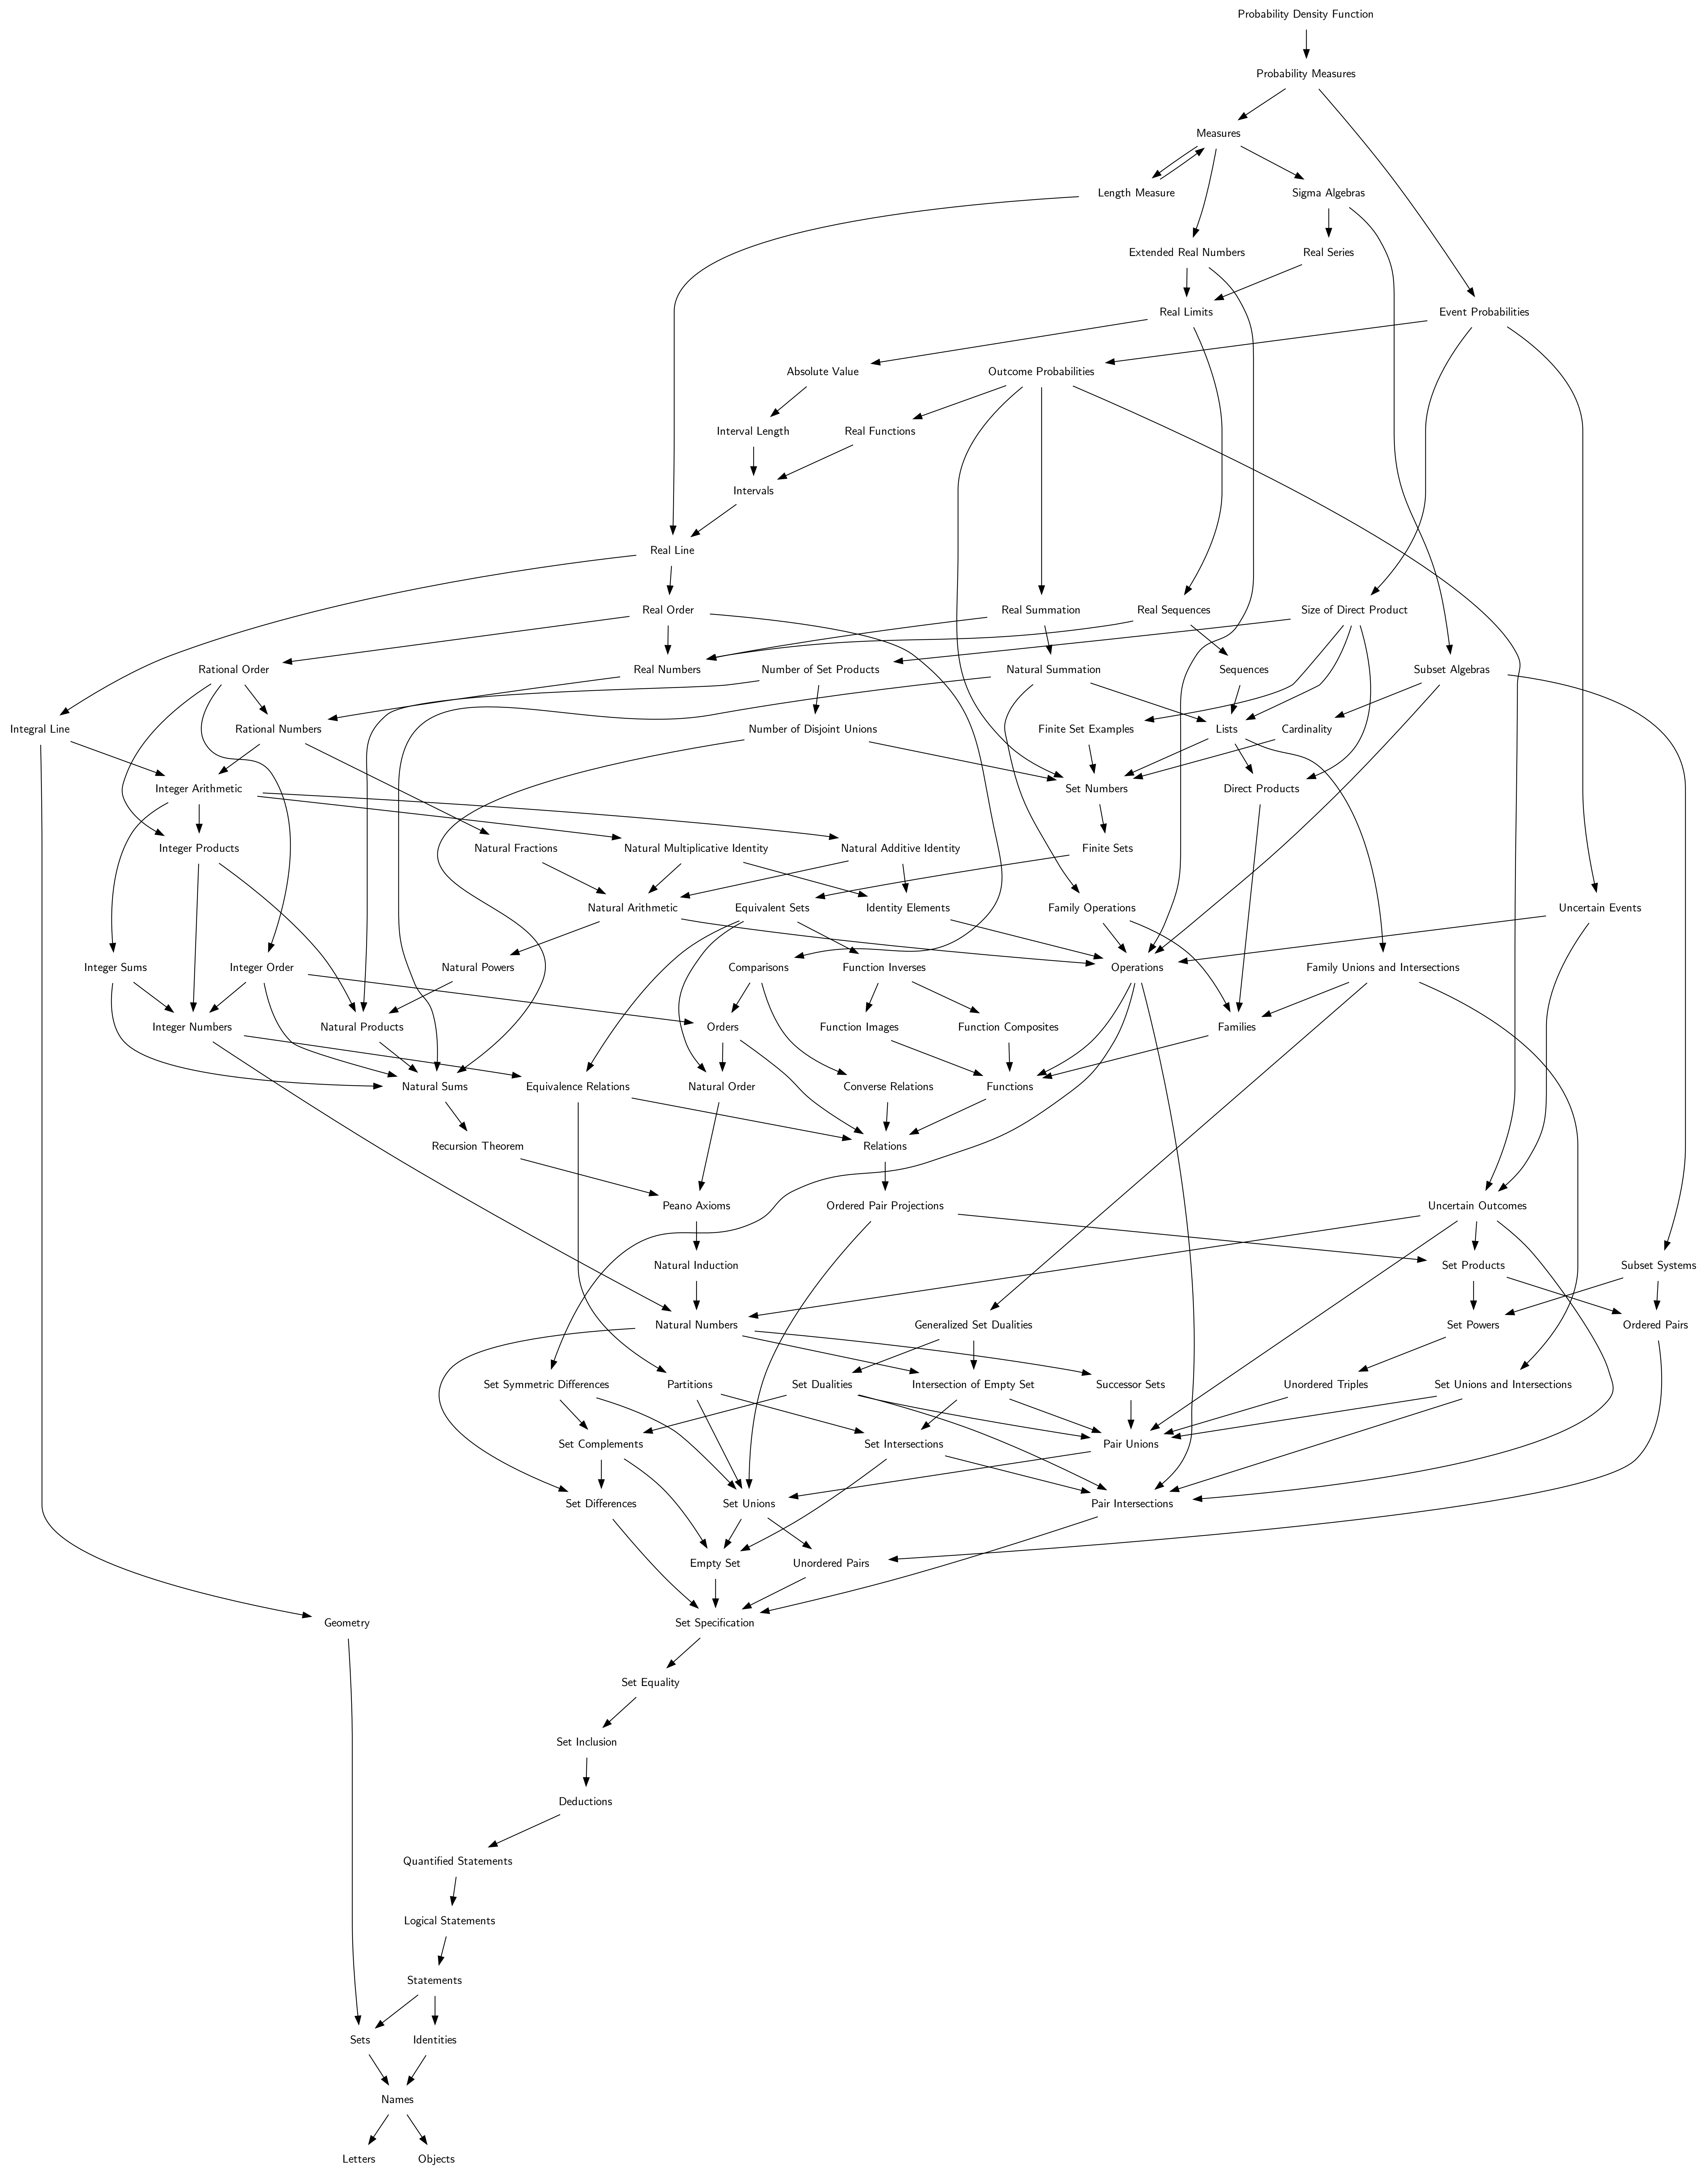 Probability Density Function
Probability Measures
Measures
Length Measure
Sigma Algebras
Extended Real Numbers
Real Series
Real Limits
Event Probabilities
Absolute Value
Outcome Probabilities
Interval Length
Real Functions
Intervals
Real Line
Real Order
Real Summation
Real Sequences
Size of Direct Product
Rational Order
Real Numbers
Number of Set Products
Natural Summation
Sequences
Subset Algebras
Integral Line
Rational Numbers
Number of Disjoint Unions
Finite Set Examples
Lists
Cardinality
Integer Arithmetic
Set Numbers
Direct Products
Integer Products
Natural Fractions
Natural Multiplicative Identity
Natural Additive Identity
Finite Sets
Natural Arithmetic
Equivalent Sets
Identity Elements
Family Operations
Uncertain Events
Integer Sums
Integer Order
Natural Powers
Comparisons
Function Inverses
Operations
Family Unions and Intersections
Integer Numbers
Natural Products
Orders
Function Images
Function Composites
Families
Natural Sums
Equivalence Relations
Natural Order
Converse Relations
Functions
Recursion Theorem
Relations
Peano Axioms
Ordered Pair Projections
Uncertain Outcomes
Natural Induction
Set Products
Subset Systems
Natural Numbers
Generalized Set Dualities
Set Powers
Ordered Pairs
Set Symmetric Differences
Partitions
Set Dualities
Intersection of Empty Set
Successor Sets
Unordered Triples
Set Unions and Intersections
Set Complements
Set Intersections
Pair Unions
Set Differences
Set Unions
Pair Intersections
Empty Set
Unordered Pairs
Geometry
Set Specification
Set Equality
Set Inclusion
Deductions
Quantified Statements
Logical Statements
Statements
Sets
Identities
Names
Letters
Objects